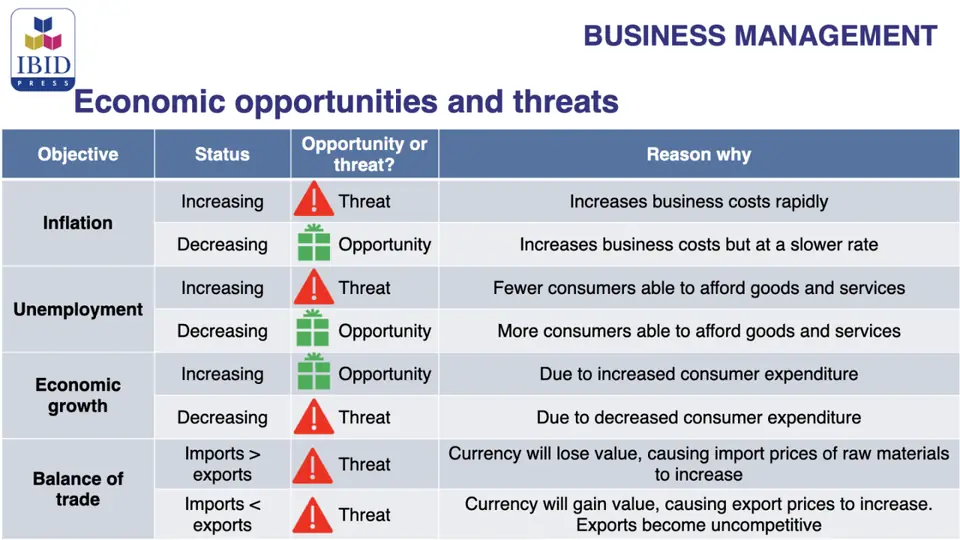 IBID
PRESS
BUSINESS MANAGEMENT
Economic opportunities and threats
Objective
Status
Opportunity or
threat?
Reason why
Inflation
Increasing
Threat
Increases business costs rapidly
Decreasing
Opportunity
Increases business costs but at a slower rate
Unemployment
Increasing
Threat
Fewer consumers able to afford goods and services
Decreasing
Opportunity
More consumers able to afford goods and services
Economic
growth
Increasing
Opportunity
Due to increased consumer expenditure
Decreasing
Threat
Due to decreased consumer expenditure
Balance of
trade
Imports >
exports
Threat
Currency will lose value, causing import prices of raw materials
to increase
Imports <
exports
Threat
Currency will gain value, causing export prices to increase.
Exports become uncompetitive